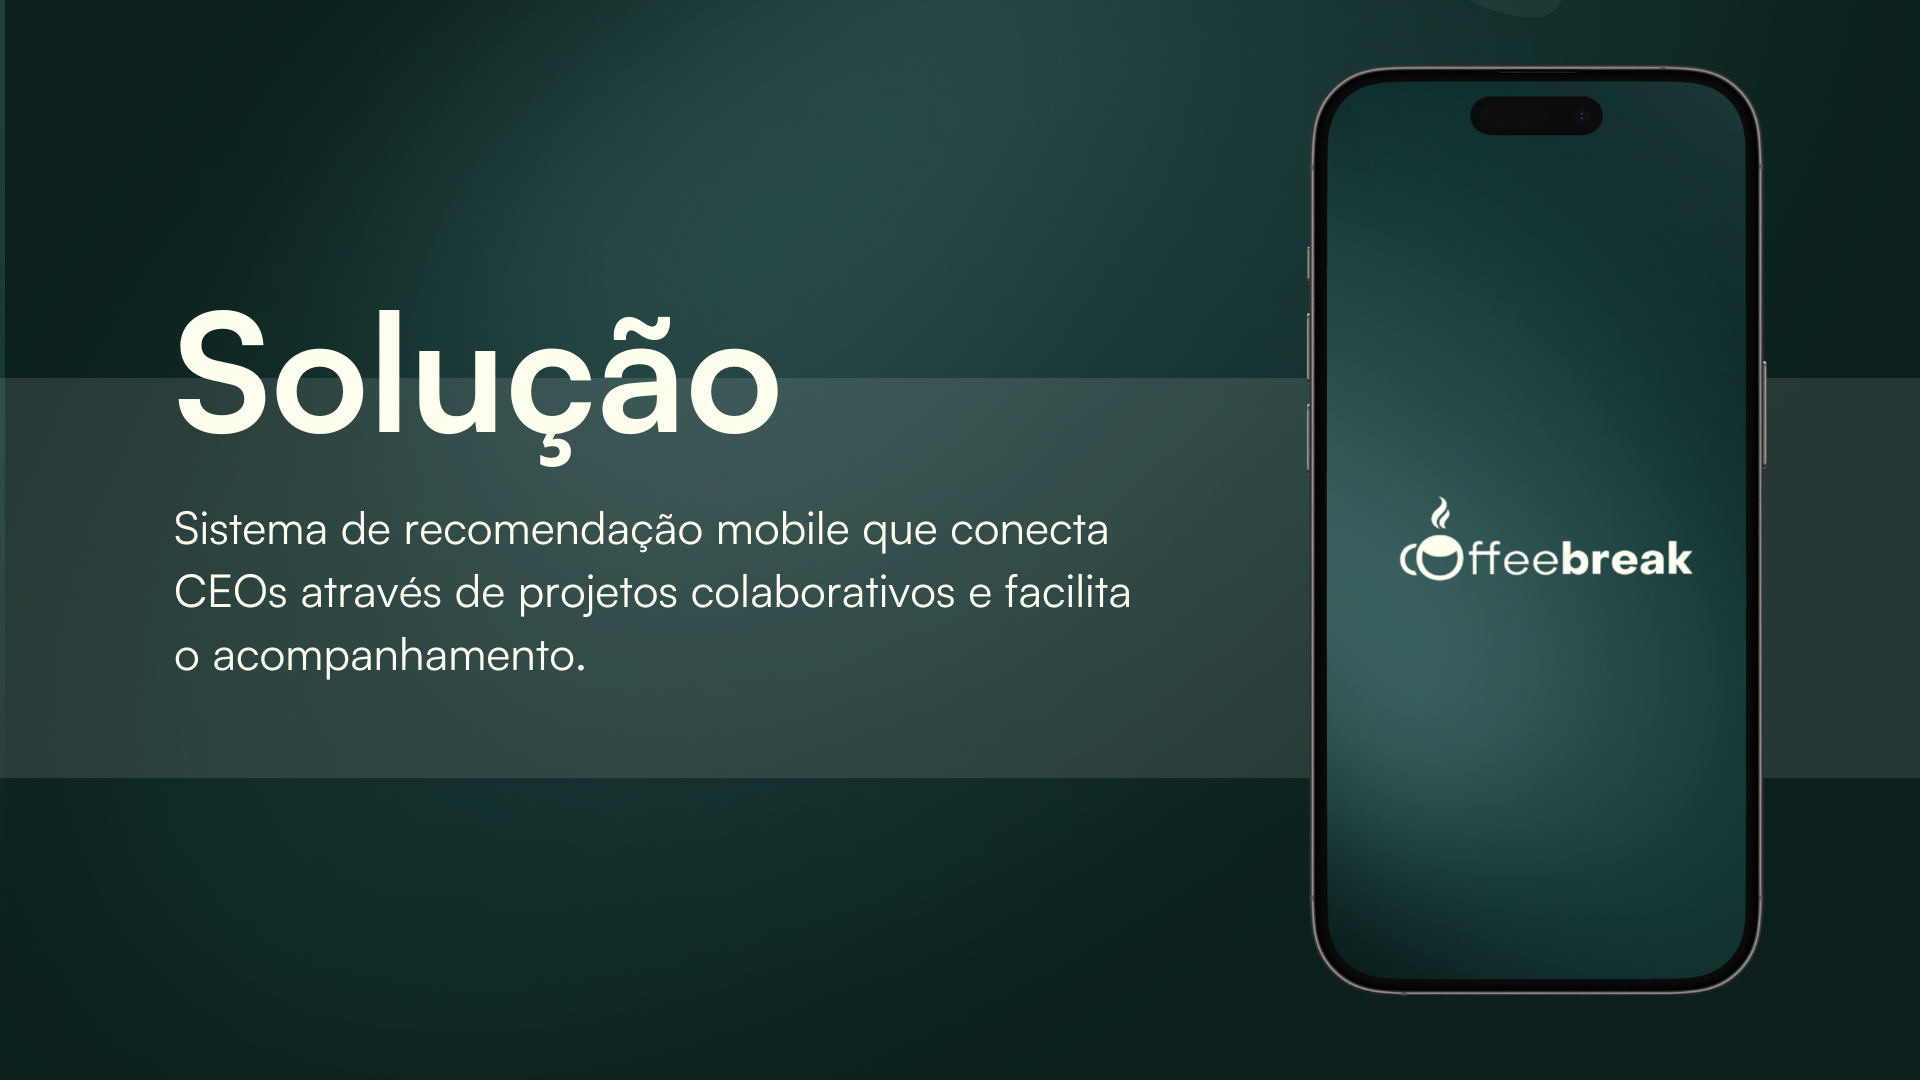 Solução
Sistema de recomendação mobile que conecta
CEOs através de projetos colaborativos e facilita
o acompanhamento.
coffeebreak